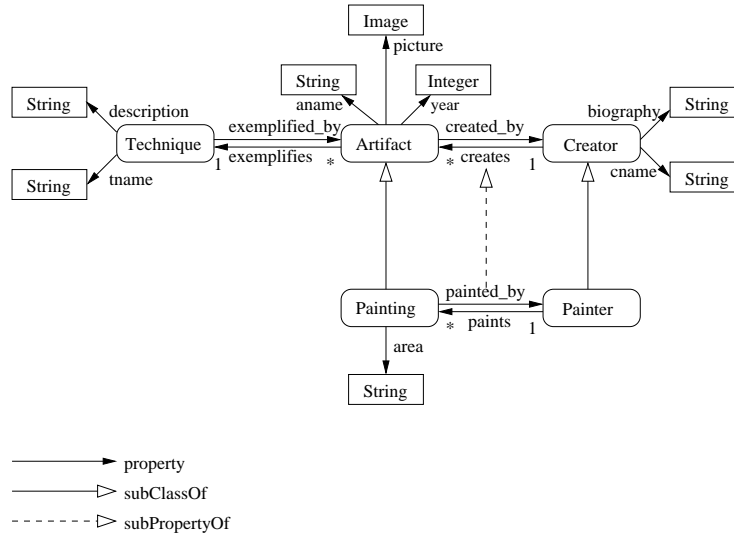 Image
picture
String
Integer
aname
year
String
description
biography
String
exemplified_by
created_by
Technique
Artifact
Creator
exemplifies
creates
1
*
*
1
String
tname
cname
String
painted_by
Painting
Painter
paints
*
1
area
String
property
subClassOf
subPropertyOf